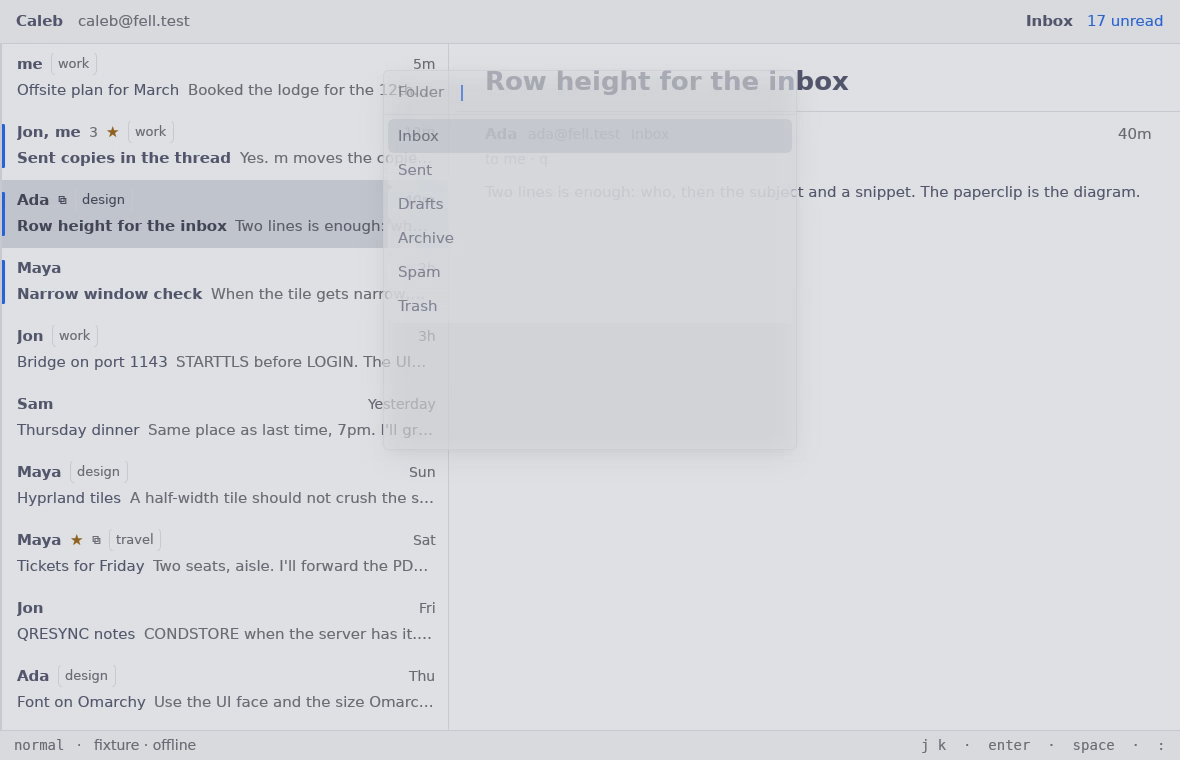 Caleb caleb@fell.test
Inbox 17 unread
me work 5m
Offsite plan for March Booked the lodge for the 12th…
Jon, me 3 ★ work
Sent copies in the thread Yes. m moves the copie…
Ada design
Row height for the inbox Two lines is enough: wh…
Maya
Narrow window check When the tile gets narrow…
Jon work 3h
Bridge on port 1143 STARTTLS before LOGIN. The UI…
Sam Yesterday
Thursday dinner Same place as last time, 7pm. I'll gr…
Maya design Sun
Hyprland tiles A half-width tile should not crush the s…
Maya ★ travel Sat
Tickets for Friday Two seats, aisle. I'll forward the PD…
Jon Fri
QRESYNC notes CONDSTORE when the server has it.…
Ada design Thu
Font on Omarchy Use the UI face and the size Omarc…
Folder
Inbox
Sent
Drafts
Archive
Spam
Trash
Row height for the inbox
Ada ada@fell.test Inbox 40m
to me · q
Two lines is enough: who, then the subject and a snippet. The paperclip is the diagram.
normal · fixture · offline
j k · enter · space · :